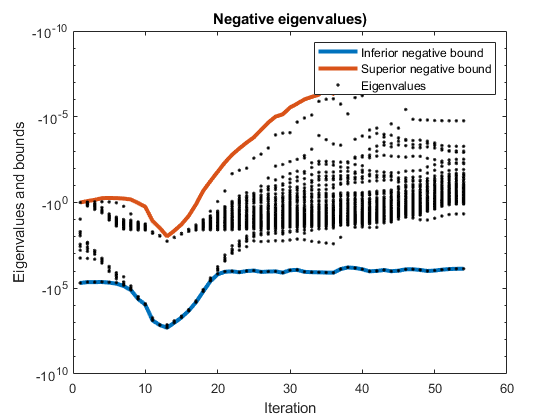 Negative eigenvalues)
-10^-10
-10^-5
-10^0
-10^5
-10^10
Eigenvalues and bounds
Inferior negative bound
Superior negative bound
Eigenvalues
0 10 20 30 40 50 60
Iteration